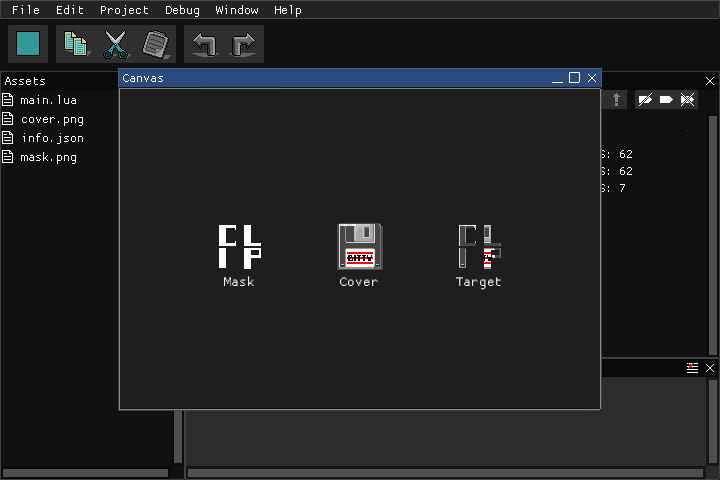 File Edit Project Debug Window Help
Assets
main.lua
cover.png
info.json
mask.png
Canvas
S: 62
S: 62
S: 7
CL
IP
BITTY
CL
P
Mask Cover Target